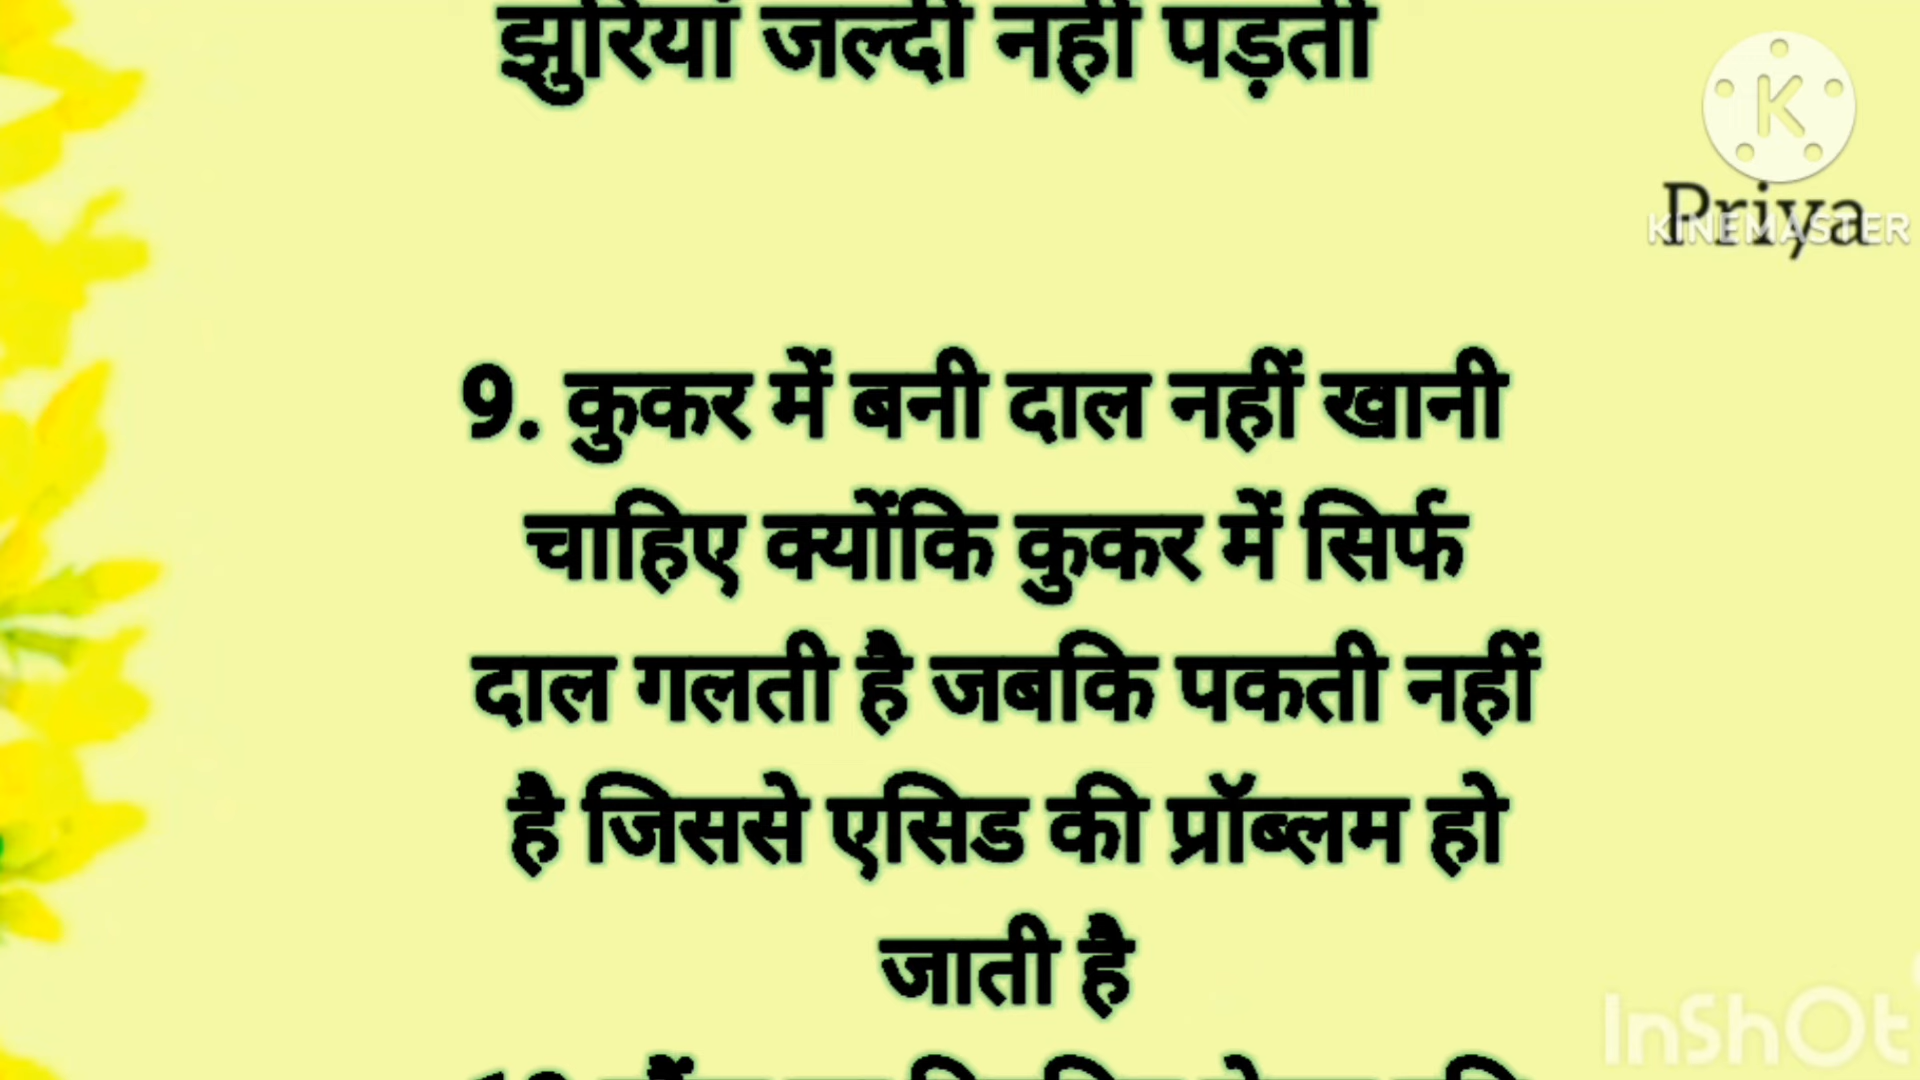 झुरियां जल्दी नहीं पड़ती
K
Priya
KINEMASTER
9. कुकर में बनी दाल नहीं खानी
चाहिए क्योंकि कुकर में सिर्फ
दाल गलती है जबकि पकती नहीं
है जिससे एसिड की प्रॉब्लम हो
जाती है
InShOt